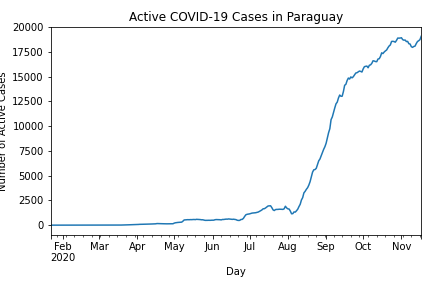 Active COVID-19 Cases in Paraguay
Number of Active Cases
20000
17500
15000
12500
10000
7500
5000
2500
0
Feb Mar Apr May Jun Jul Aug Sep Oct Nov
2020
Day